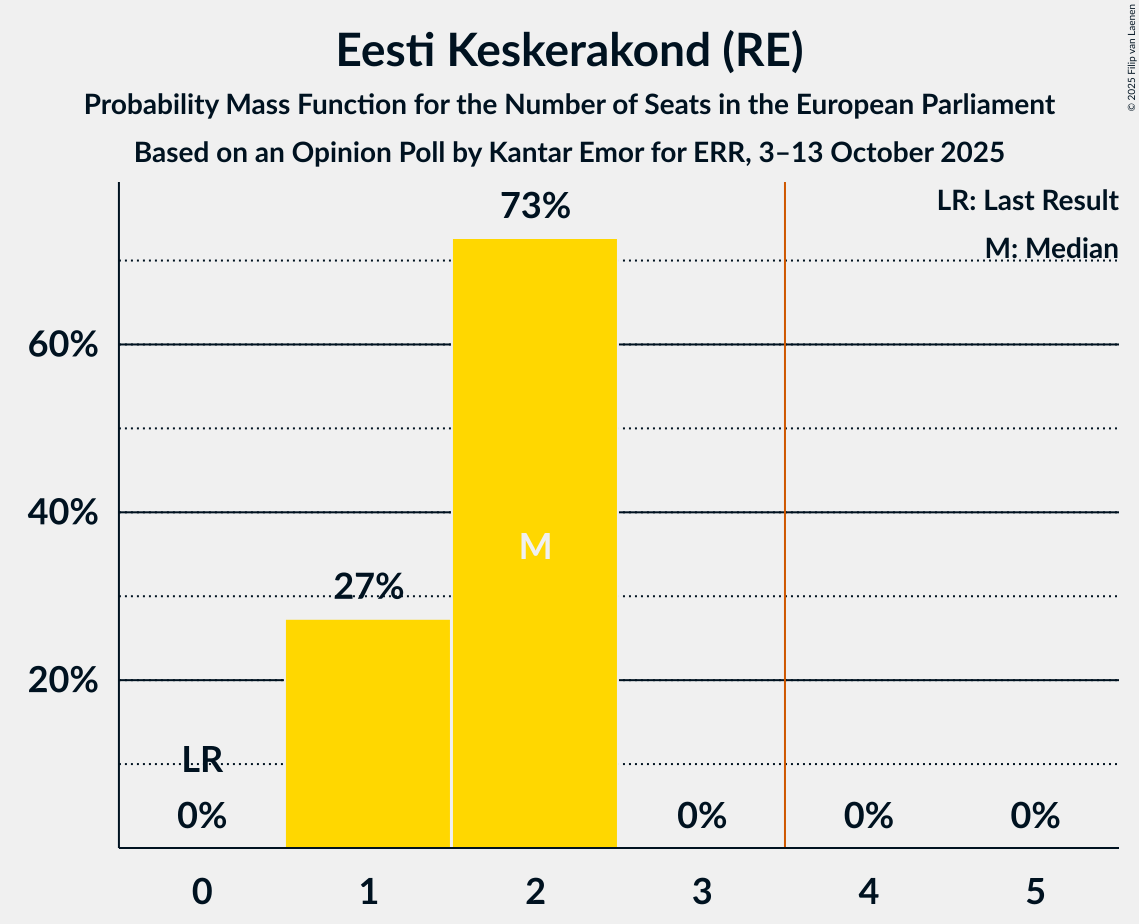 Eesti Keskerakond (RE)
Probability Mass Function for the Number of Seats in the European Parliament
Based on an Opinion Poll by Kantar Emor for ERR, 3–13 October 2025
© 2025 Filip van Laenen
LR: Last Result
M: Median
73%
60%
40%
M
27%
20%
LR
0%
0%
0%
0%
0 1 2 3 4 5